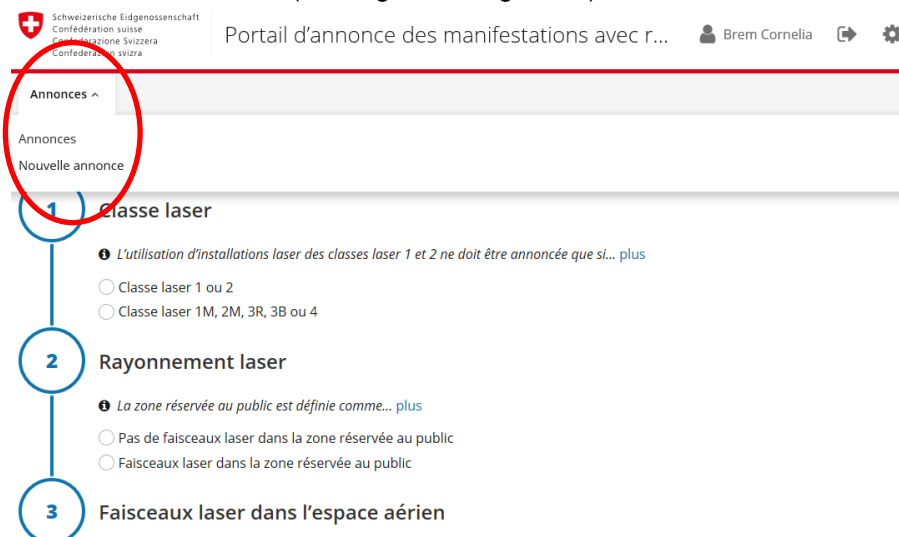 Schweizerische Eidgenossenschaft
Confédération suisse
Confederazione Svizzera
Confederaziun svizra
Portail d'annonce des manifestations avec r...
Brem Cornelia
Annonces
Annonces
Nouvelle annonce
1
Classe laser
L'utilisation d'installations laser des classes laser 1 et 2 ne doit être annoncée que si... plus
Classe laser 1 ou 2
Classe laser 1M, 2M, 3R, 3B ou 4
2
Rayonnement laser
La zone réservée au public est définie comme... plus
Pas de faisceaux laser dans la zone réservée au public
Faisceaux laser dans la zone réservée au public
3
Faisceaux laser dans l'espace aérien